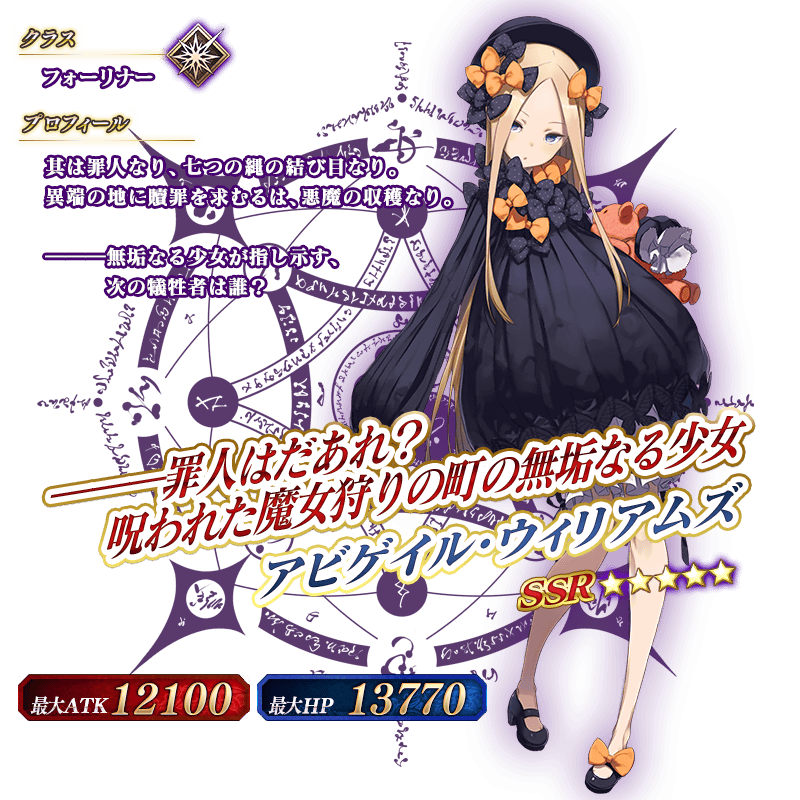 クラス
フォーリナー
プロフィール
其は罪人なり、七つの縄の結び目なり。
異端の地に贖罪を求むるは、悪魔の収穫なり。
───無垢なる少女が指し示す、
次の犠牲者は誰?
───罪人はだあれ?
呪われた魔女狩りの町の無垢なる少女
アビゲイル・ウィリアムズ
SSR★★★★★
最大ATK 12100
最大HP 13770